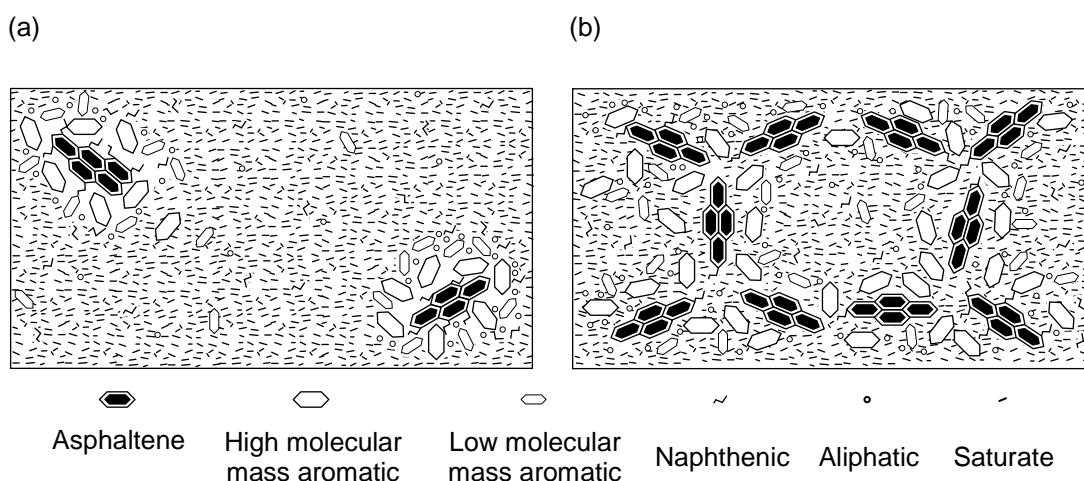 (a)
(b)
Asphaltene
High molecular
mass aromatic
Low molecular
mass aromatic
Naphthenic
Aliphatic
Saturate